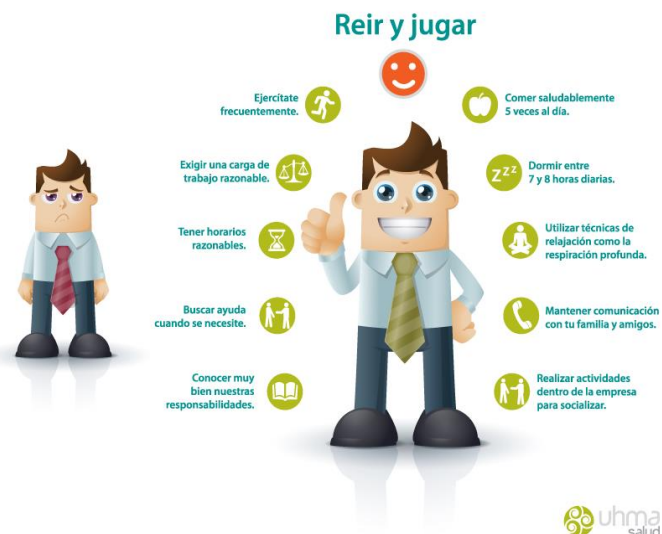 Reir y jugar
Ejercítate
frecuentemente.
Comer saludablemente
5 veces al día.
Exigir una carga de
trabajo razonable.
zzz
Dormir entre
7 y 8 horas diarias.
Tener horarios
razonables.
Utilizar técnicas de
relajación como la
respiración profunda.
Buscar ayuda
cuando se necesite.
Mantener comunicación
con tu familia y amigos.
Conocer muy
bien nuestras
responsabilidades.
Realizar actividades
dentro de la empresa
para socializar.
uhma
salud